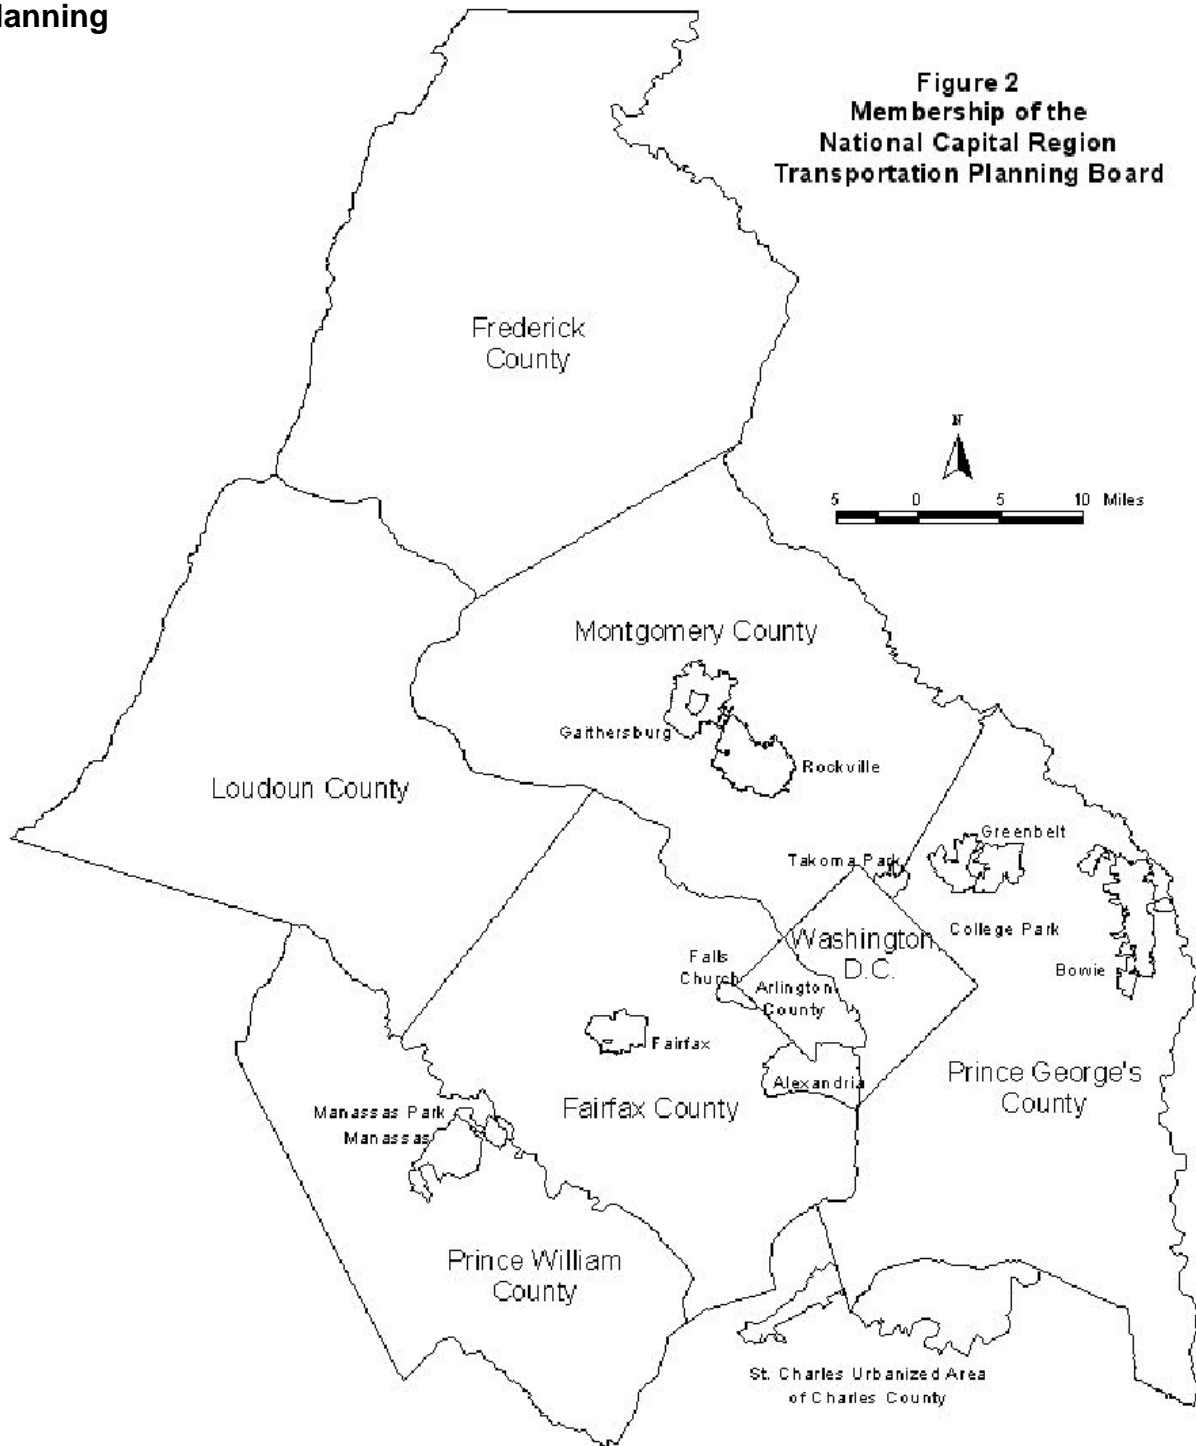 lanning
Figure 2
Membership of the
National Capital Region
Transportation Planning Board
Frederick
County
N
5 0 5 10 Miles
Montgomery County
Gaithersburg
Rockville
Loudoun County
Greenbelt
Takoma Park
College Park
Washington
D.C.
Falls
Church
Bowie
Arlington
County
Fairfax
Prince George's
County
Alexandria
Fairfax County
Manassas Park
Manassas
Prince William
County
St. Charles Urbanized Area
of Charles County